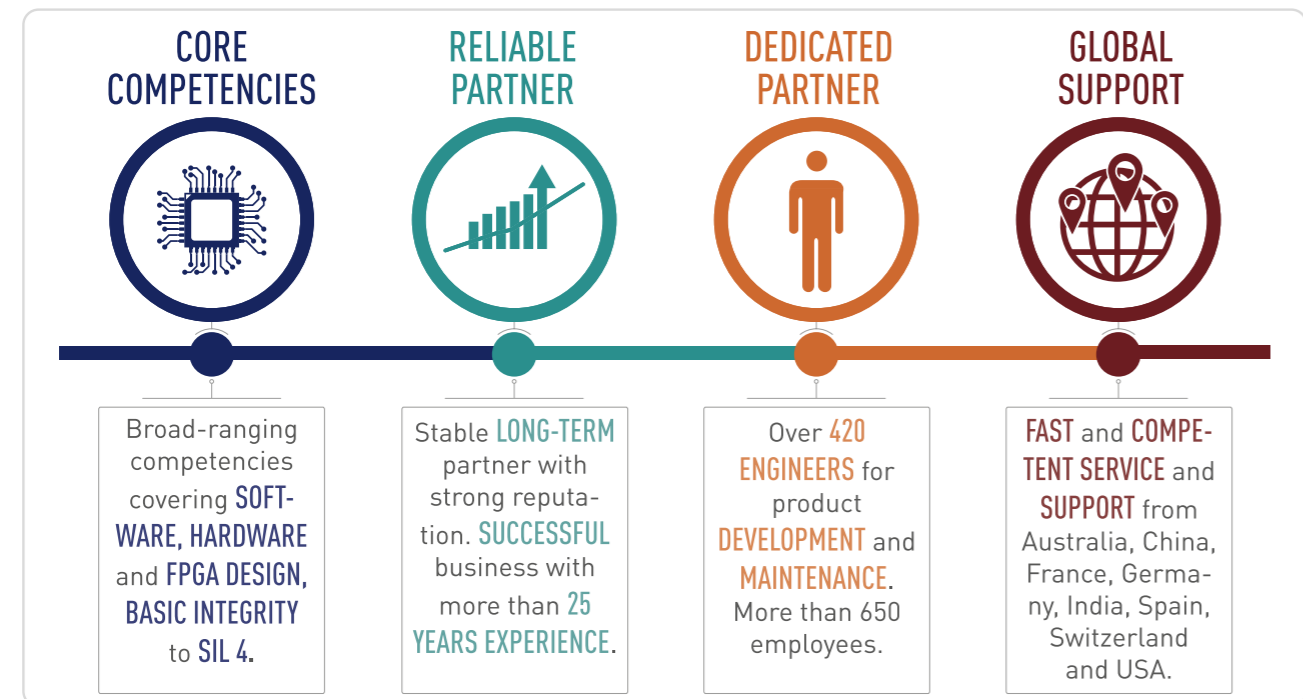 CORE
COMPETENCIES
Broad-ranging
competencies
covering SOFT-
WARE, HARDWARE
and FPGA DESIGN,
BASIC INTEGRITY
to SIL 4.
RELIABLE
PARTNER
Stable LONG-TERM
partner with
strong reputa-
tion. SUCCESSFUL
business with
more than 25
YEARS EXPERIENCE.
DEDICATED
PARTNER
Over 420
ENGINEERS for
product
DEVELOPMENT and
MAINTENANCE.
More than 650
employees.
GLOBAL
SUPPORT
FAST and COMPE-
TENT SERVICE and
SUPPORT from
Australia, China,
France, Germa-
ny, India, Spain,
Switzerland
and USA.